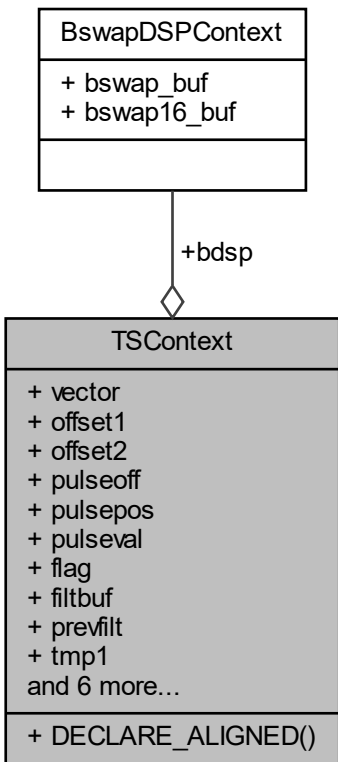 BswapDSPContext
+ bswap_buf
+ bswap16_buf
+bdsp
TSContext
+ vector
+ offset1
+ offset2
+ pulseoff
+ pulsepos
+ pulseval
+ flag
+ filtbuf
+ prevfilt
+ tmp1
and 6 more...
+ DECLARE_ALIGNED()